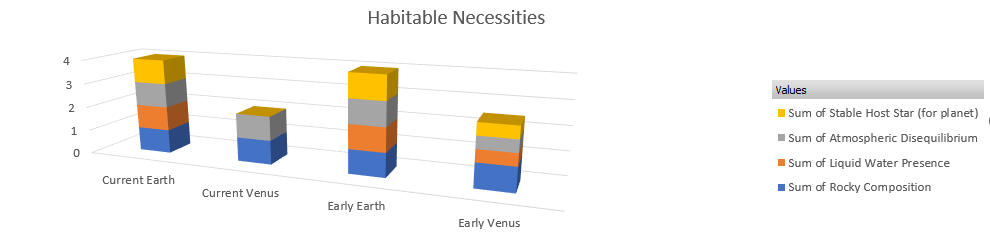 Habitable Necessities
4
3
2
1
0
Current Earth
Current Venus
Early Earth
Early Venus
Values
Sum of Stable Host Star (for planet)
Sum of Atmospheric Disequilibrium
Sum of Liquid Water Presence
Sum of Rocky Composition